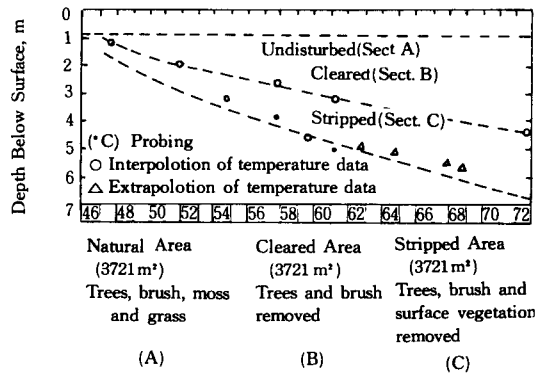 Depth Below Surface, m
0
1
2
3
4
5
6
7
Undisturbed(Sect A)
Cleared(Sect. B)
Stripped(Sect. C)
(•C) Probing
○ Interpolotion of temperature data
△ Extrapolotion of temperature data
46 48 50 52 54 56 58 60 62 64 66 68 70 72
Natural Area
(3721 m²)
Trees, brush, moss
and grass
(A)
Cleared Area
(3721 m²)
Trees and brush
removed
(B)
Stripped Area
(3721 m²)
Trees, brush and
surface vegetation
removed
(C)